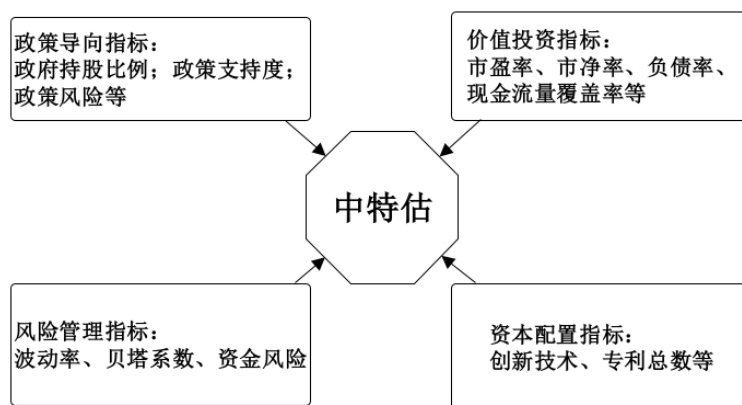 政策导向指标：
政府持股比例；政策支持度；
政策风险等
价值投资指标：
市盈率、市净率、负债率、
现金流量覆盖率等
中特估
风险管理指标：
波动率、贝塔系数、资金风险
资本配置指标：
创新技术、专利总数等